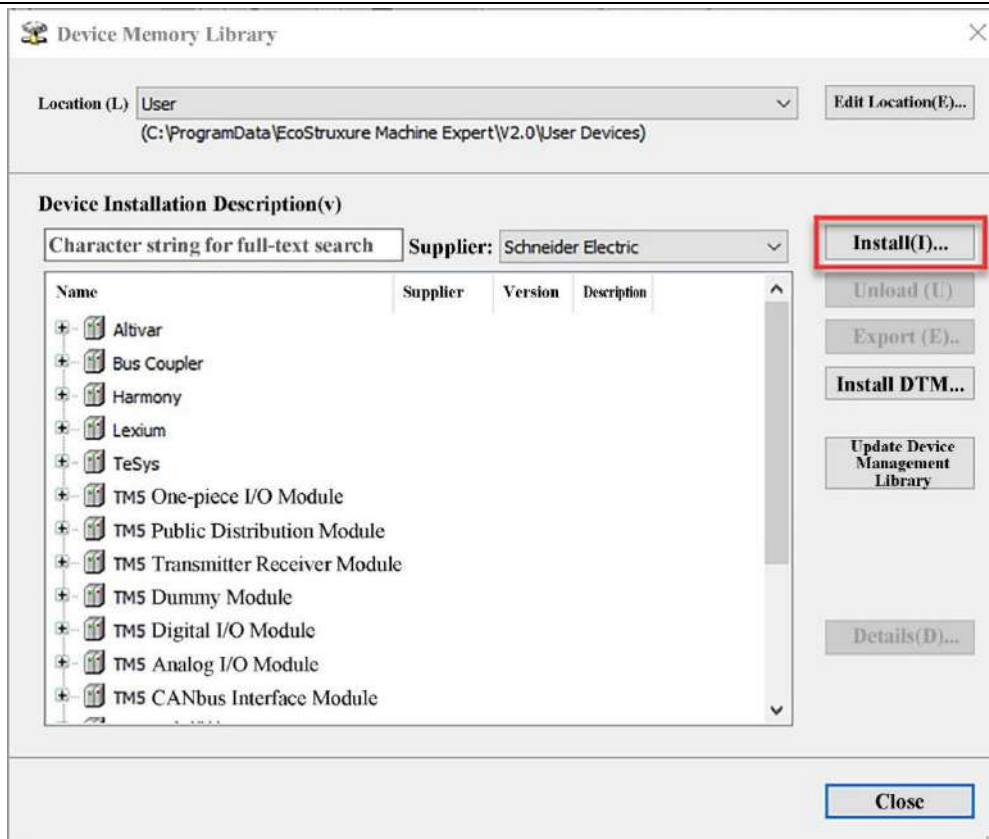 Device Memory Library
Location (L) User Edit Location(E)...
(C:\ProgramData\EcoStruxure Machine Expert\V2.0\User Devices)
Device Installation Description(v)
Character string for full-text search Supplier: Schneider Electric Install(I)...
Name Supplier Version Description Unload (U)
Altivar
Bus Coupler Export (E)..
Harmony Install DTM...
Lexium
TeSys Update Device
Management
Library
TM5 One-piece I/O Module
TM5 Public Distribution Module
TM5 Transmitter Receiver Module
TM5 Dummy Module
TM5 Digital I/O Module Details(D)...
TM5 Analog I/O Module
TM5 CANbus Interface Module
Close